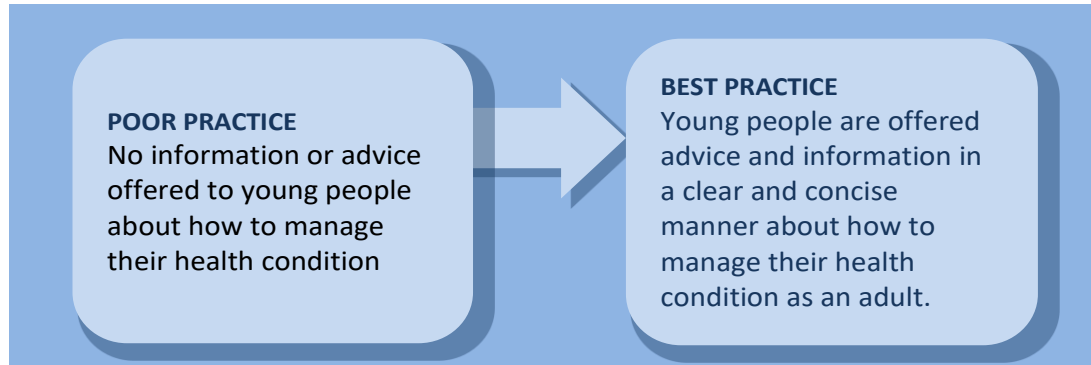 POOR PRACTICE
No information or advice
offered to young people
about how to manage
their health condition
BEST PRACTICE
Young people are offered
advice and information in
a clear and concise
manner about how to
manage their health
condition as an adult.